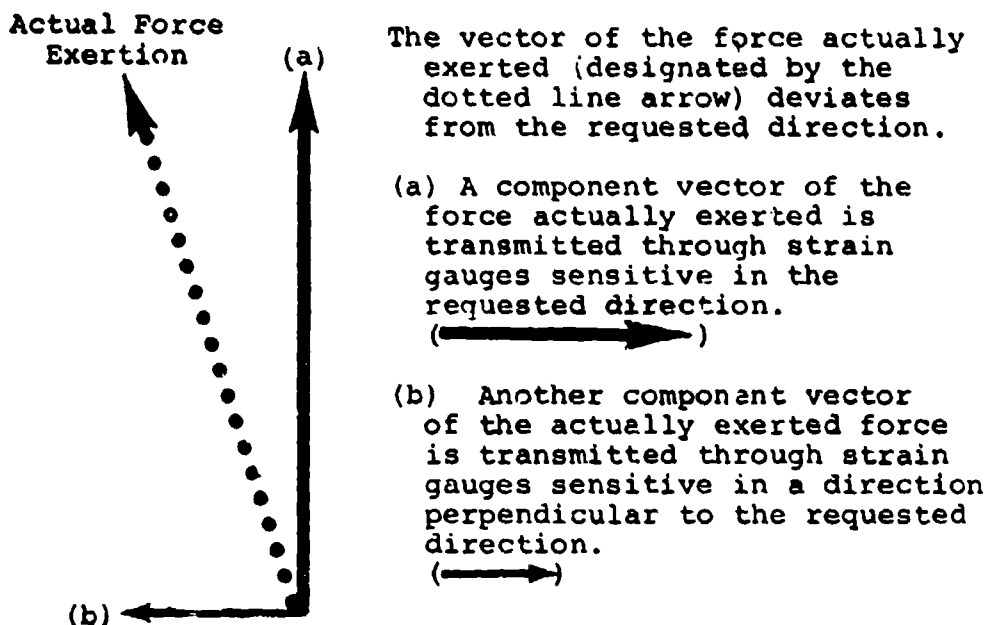 Actual Force
Exertion
(a)
The vector of the force actually
exerted (designated by the
dotted line arrow) deviates
from the requested direction.
(a) A component vector of the
force actually exerted is
transmitted through strain
gauges sensitive in the
requested direction.
( )
(b) Another component vector
of the actually exerted force
is transmitted through strain
gauges sensitive in a direction
perpendicular to the requested
direction.
( )
(b)